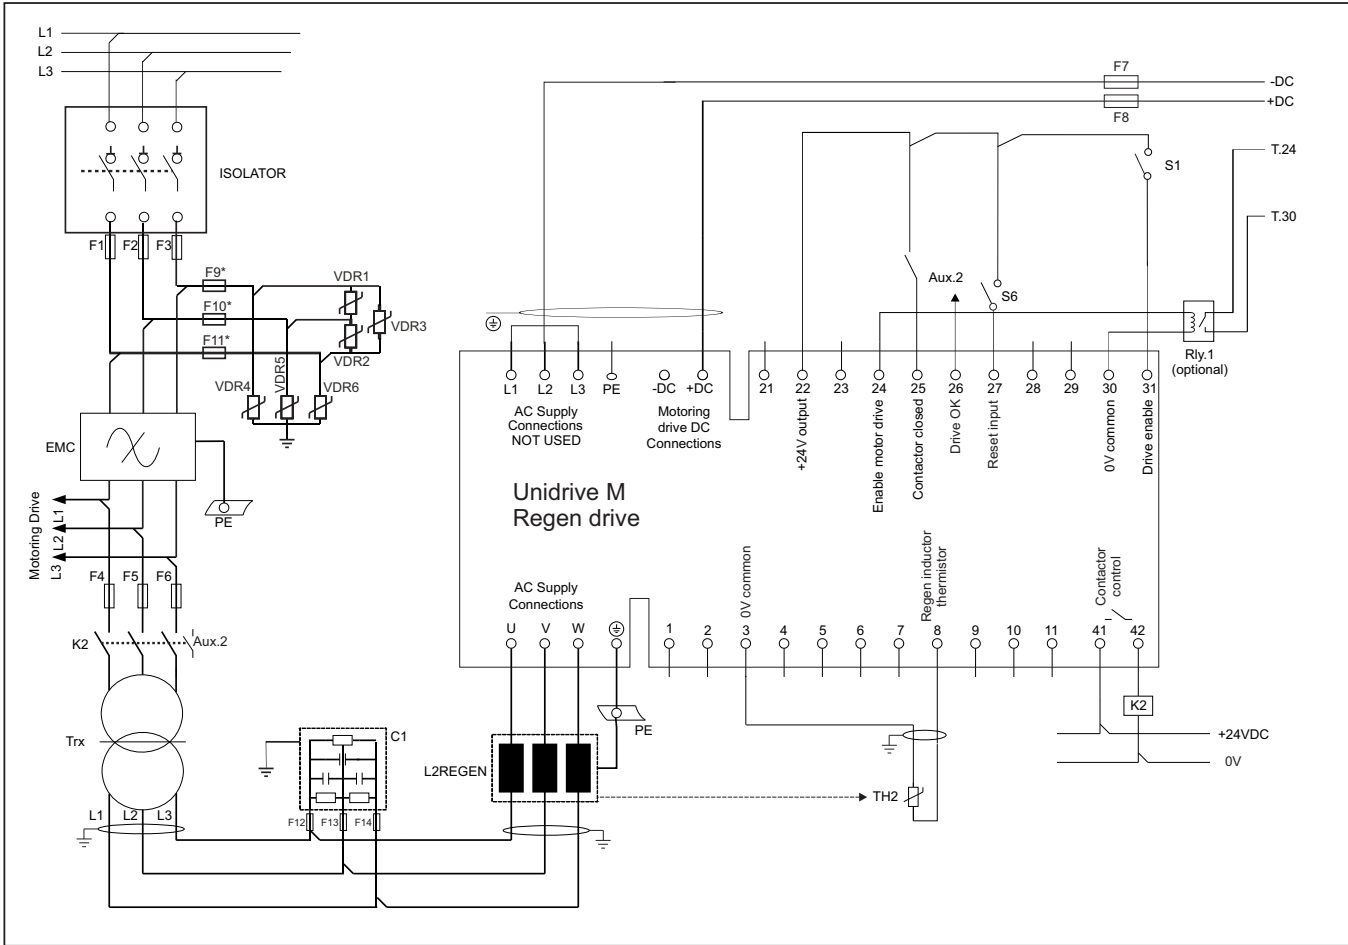 L1
L2
L3
ISOLATOR
F1
F2
F3
F9*
F10*
F11*
VDR1
VDR3
VDR2
VDR4
VDR5
VDR6
EMC
PE
Motoring Drive
L1
L2
L3
F4
F5
F6
K2
Aux.2
Trx
L1
L2
L3
C1
F12
F13
F14
L2REGEN
F7
-DC
+DC
F8
T.24
S1
T.30
Aux.2
S6
Rly.1
(optional)
L1
L2
L3
PE
-DC
+DC
AC Supply
Connections
NOT USED
Motoring
drive DC
Connections
21
22
23
24
25
26
27
28
29
30
31
+24V output
Enable motor drive
Contactor closed
Drive OK
Reset input
0V common
Drive enable
Unidrive M
Regen drive
AC Supply
Connections
U
V
W
0V common
Regen inductor
thermistor
Contactor
control
1
2
3
4
5
6
7
8
9
10
11
41
42
PE
K2
+24VDC
0V
TH2